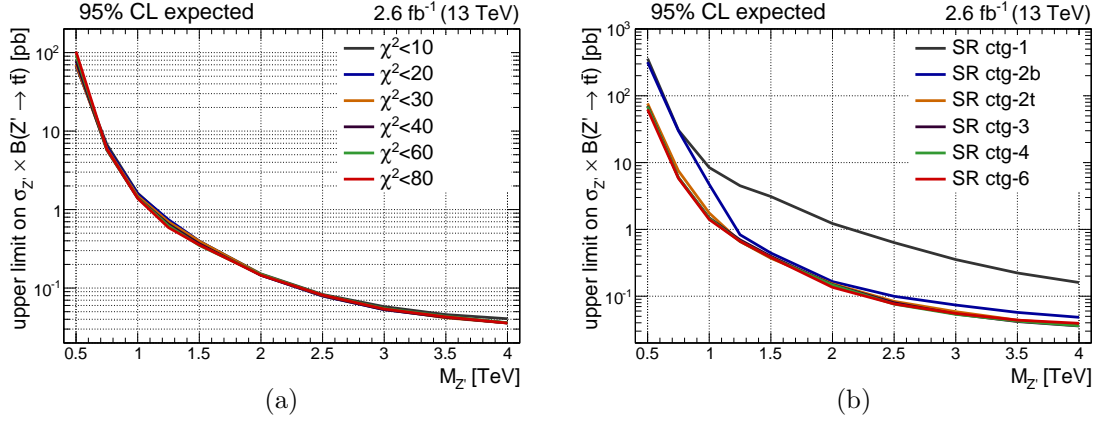 95% CL expected
2.6 fb⁻¹ (13 TeV)
upper limit on σ_Z' × B(Z' → tt̄) [pb]
10²
10
1
10⁻¹
χ²<10
χ²<20
χ²<30
χ²<40
χ²<60
χ²<80
0.5 1 1.5 2 2.5 3 3.5 4
M_Z' [TeV]
(a)
95% CL expected
2.6 fb⁻¹ (13 TeV)
upper limit on σ_Z' × B(Z' → tt̄) [pb]
10³
10²
10
1
10⁻¹
SR ctg-1
SR ctg-2b
SR ctg-2t
SR ctg-3
SR ctg-4
SR ctg-6
0.5 1 1.5 2 2.5 3 3.5 4
M_Z' [TeV]
(b)